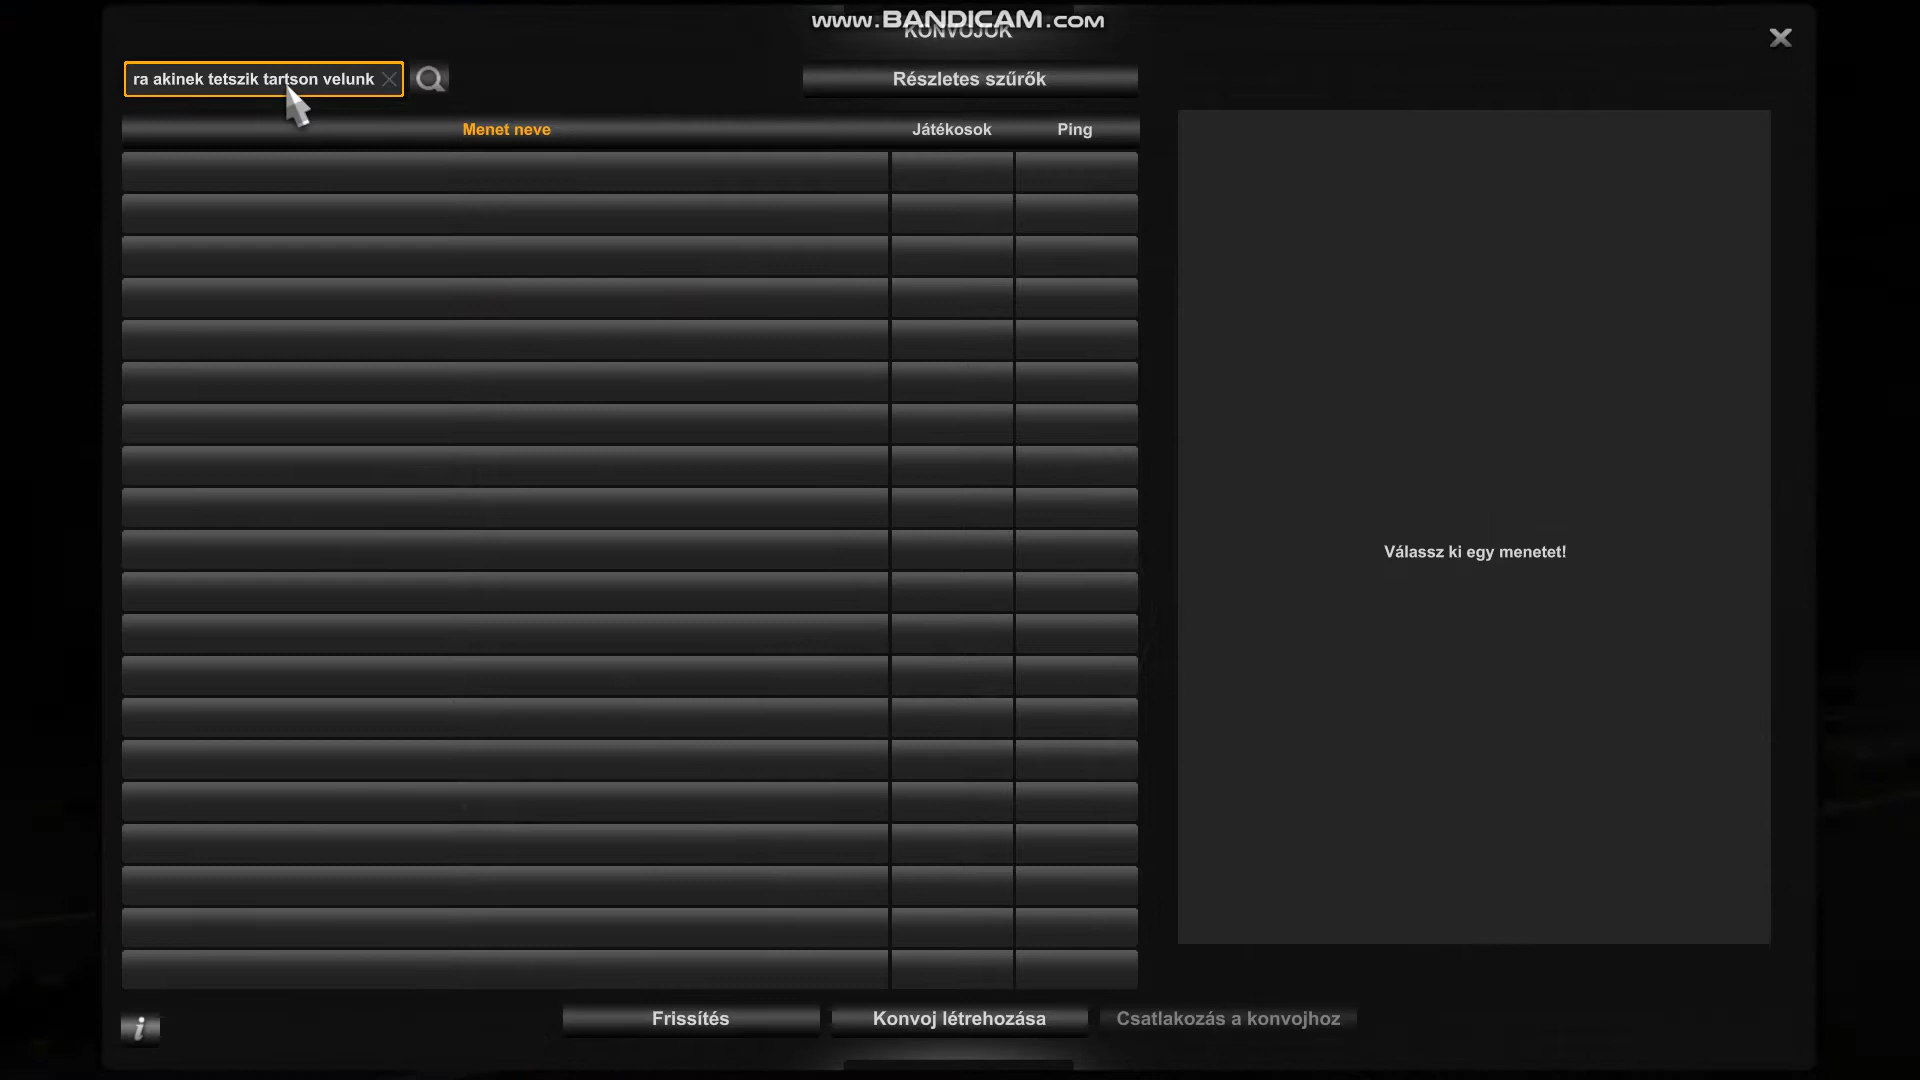 www.BANDICAM.com
KONVOJOK
ra akinek tetszik tartson velunk
Részletes szűrők
Menet neve
Játékosok
Ping
Válassz ki egy menetet!
i
Frissítés
Konvoj létrehozása
Csatlakozás a konvojhoz